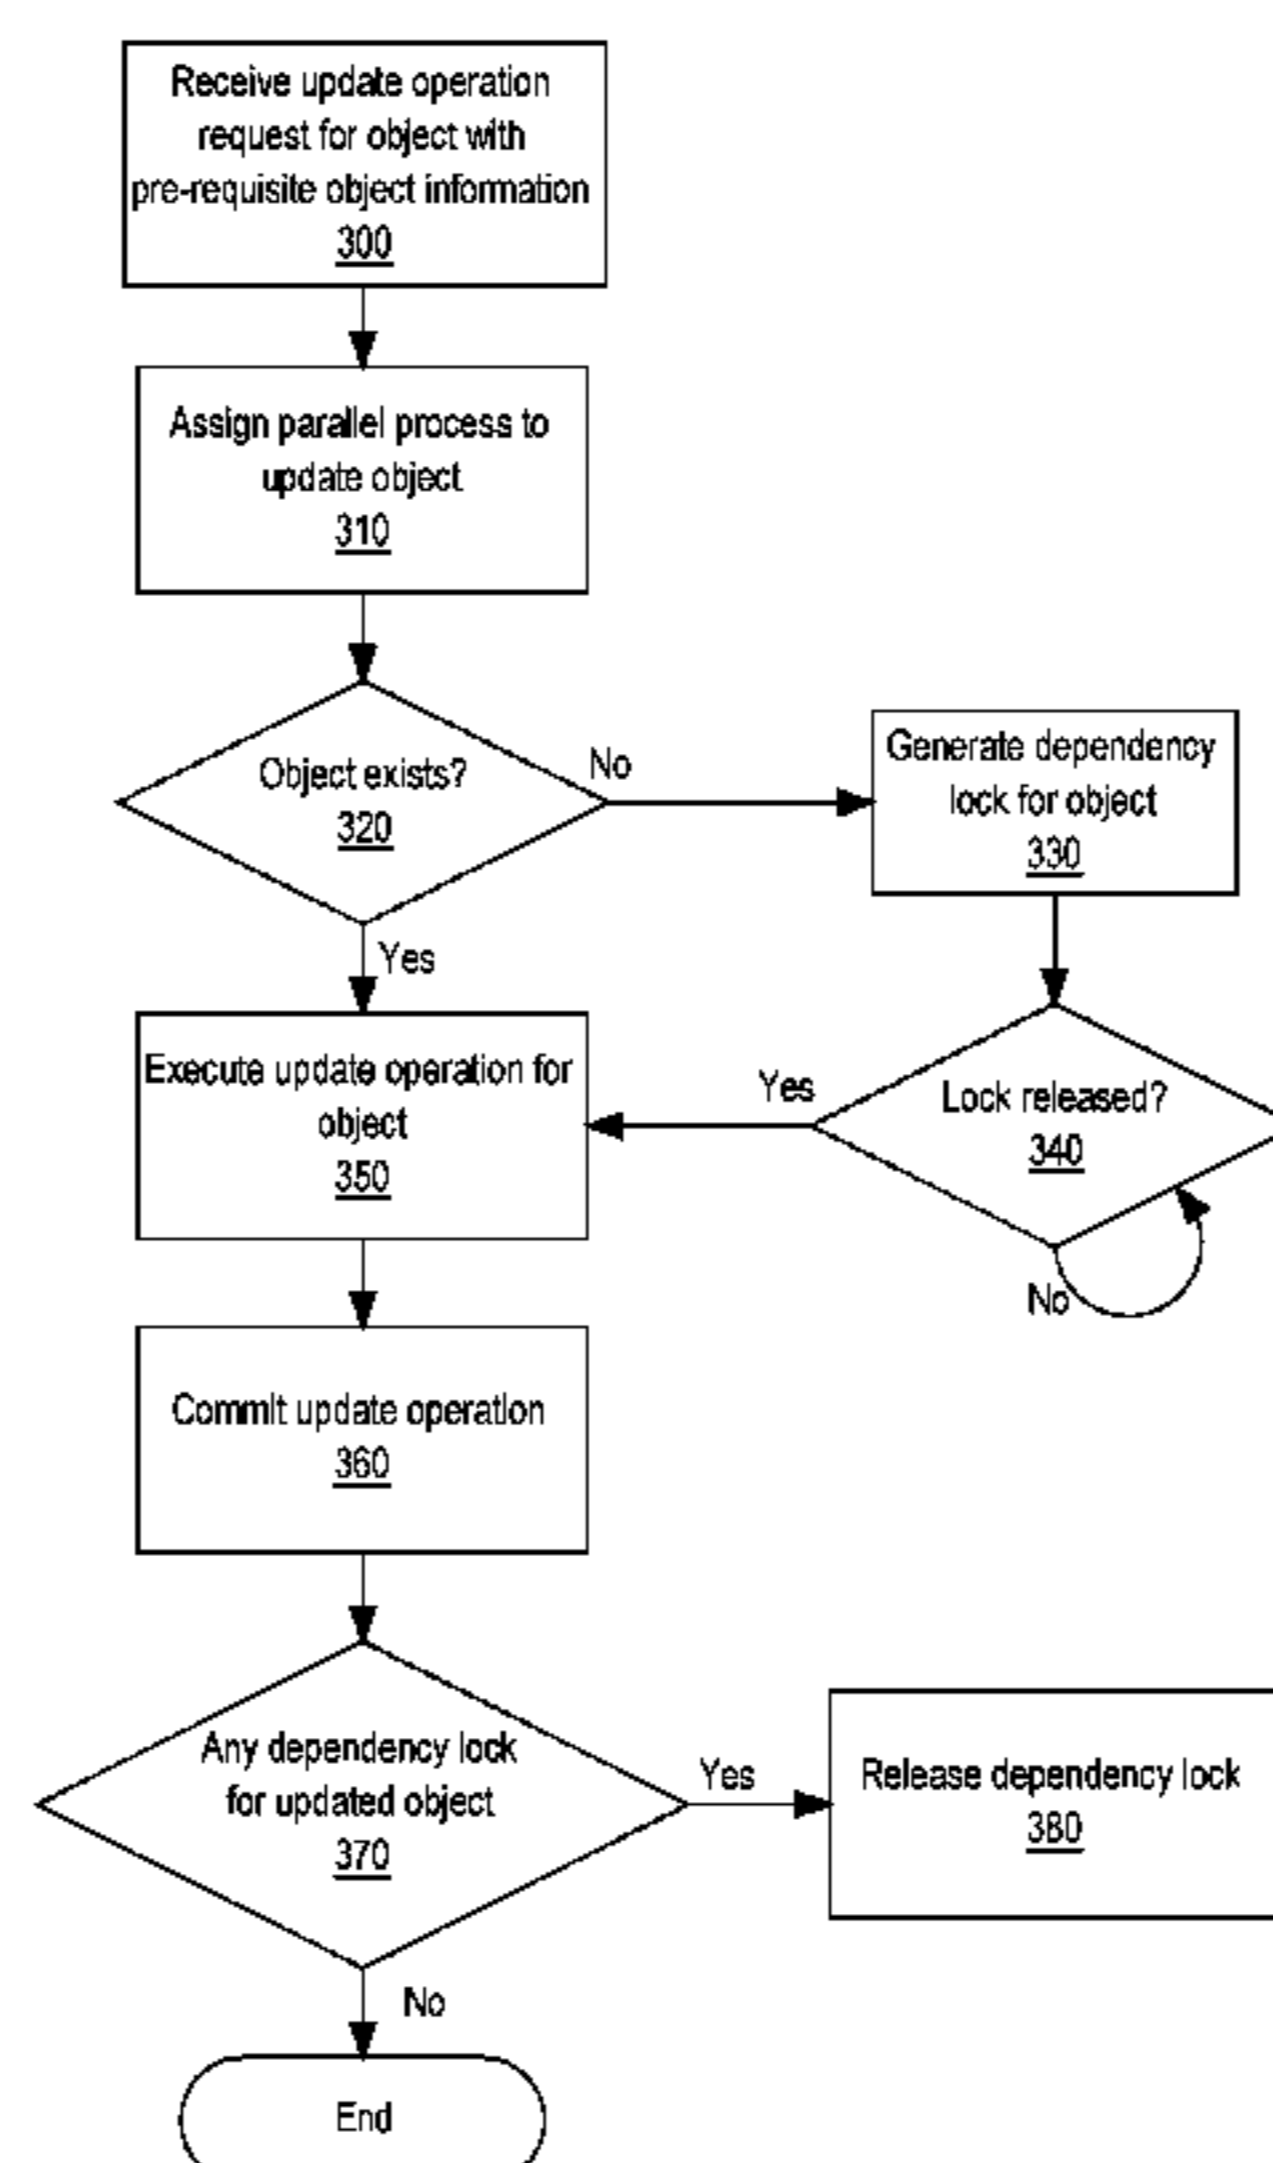 Receive update operation
request for object with
pre-requisite object information
300
Assign parallel process to
update object
310
Object exists?
320
No
Generate dependency
lock for object
330
Yes
Execute update operation for
object
350
Yes
Lock released?
340
No
Commit update operation
360
Any dependency lock
for updated object
370
Yes
Release dependency lock
380
No
End